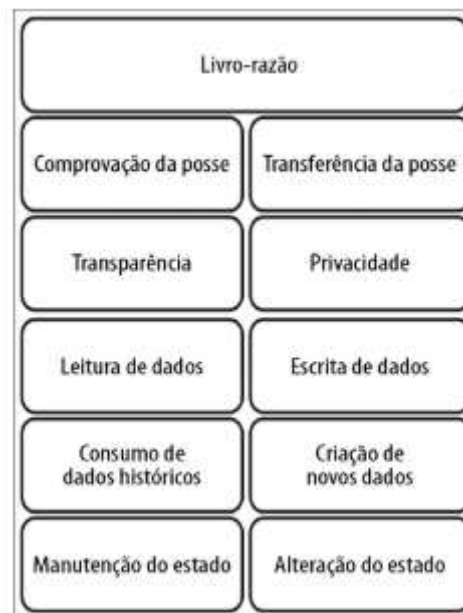 Livro-razão
Comprovação da posse
Transferência da posse
Transparência
Privacidade
Leitura de dados
Escrita de dados
Consumo de
dados históricos
Criação de
novos dados
Manutenção do estado
Alteração do estado